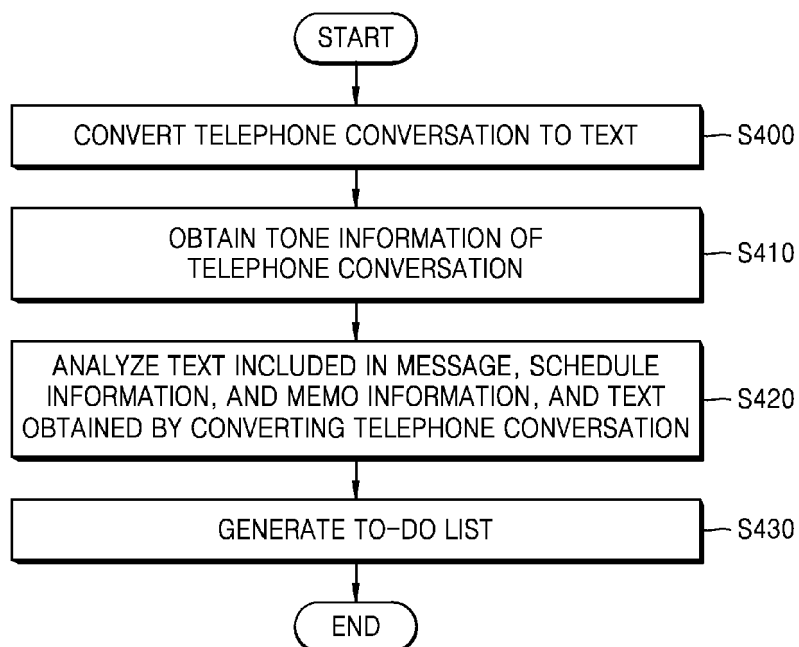 START
CONVERT TELEPHONE CONVERSATION TO TEXT
S400
OBTAIN TONE INFORMATION OF
TELEPHONE CONVERSATION
S410
ANALYZE TEXT INCLUDED IN MESSAGE, SCHEDULE
INFORMATION, AND MEMO INFORMATION, AND TEXT
OBTAINED BY CONVERTING TELEPHONE CONVERSATION
S420
GENERATE TO-DO LIST
S430
END